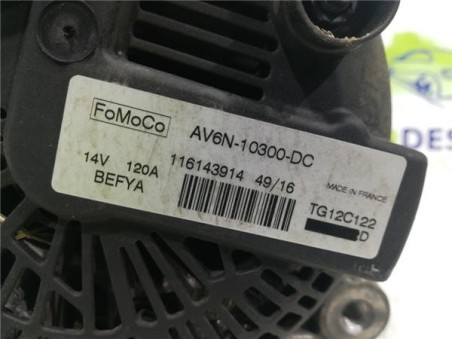 FoMoCo
AV6N-10300-DC
14V 120A 116143914 49/16
BEFYA
MADE IN FRANCE
TG12C122
D
DES